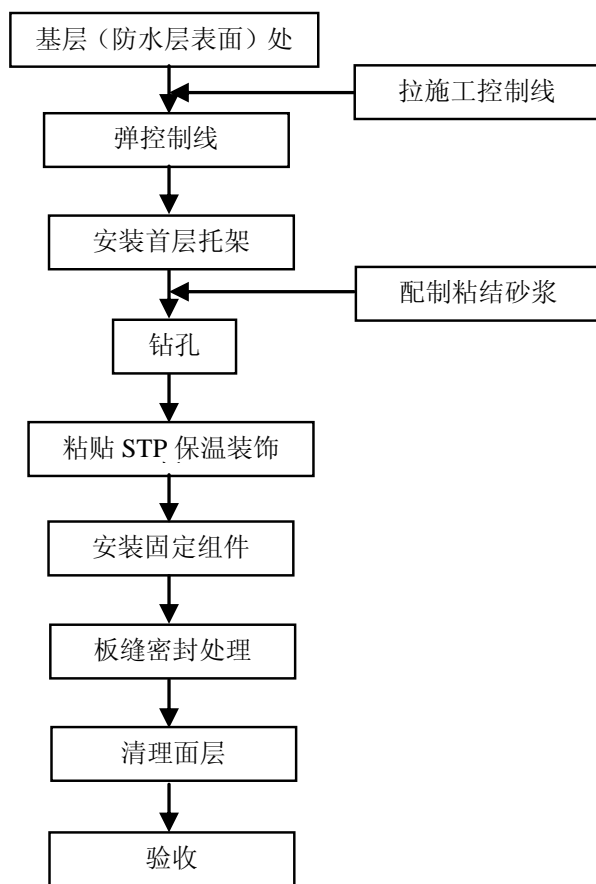 基层（防水层表面）处
拉施工控制线
弹控制线
安装首层托架
配制粘结砂浆
钻孔
粘贴 STP 保温装饰
安装固定组件
板缝密封处理
清理面层
验收